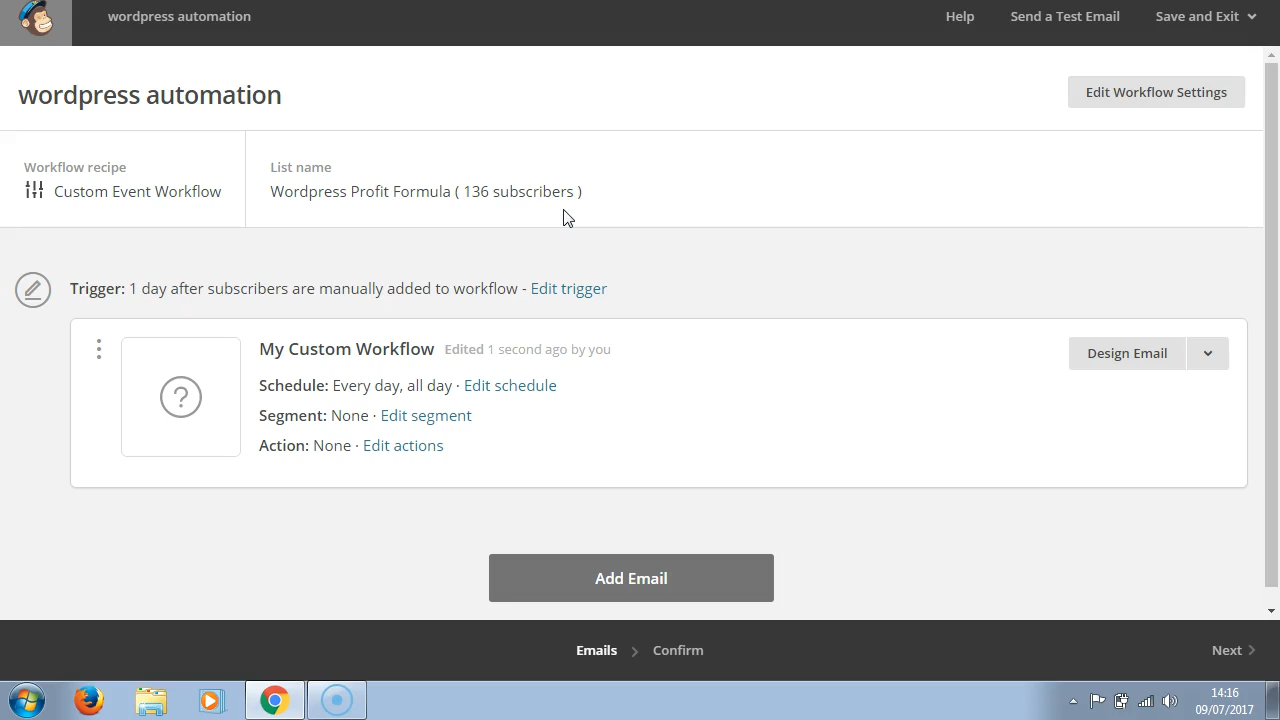 wordpress automation
Help
Send a Test Email
Save and Exit
wordpress automation
Edit Workflow Settings
Workflow recipe
Custom Event Workflow
List name
Wordpress Profit Formula ( 136 subscribers )
Trigger: 1 day after subscribers are manually added to workflow - Edit trigger
My Custom Workflow Edited 1 second ago by you
Design Email
Schedule: Every day, all day · Edit schedule
Segment: None · Edit segment
Action: None · Edit actions
Add Email
Emails
Confirm
Next
14:16
09/07/2017